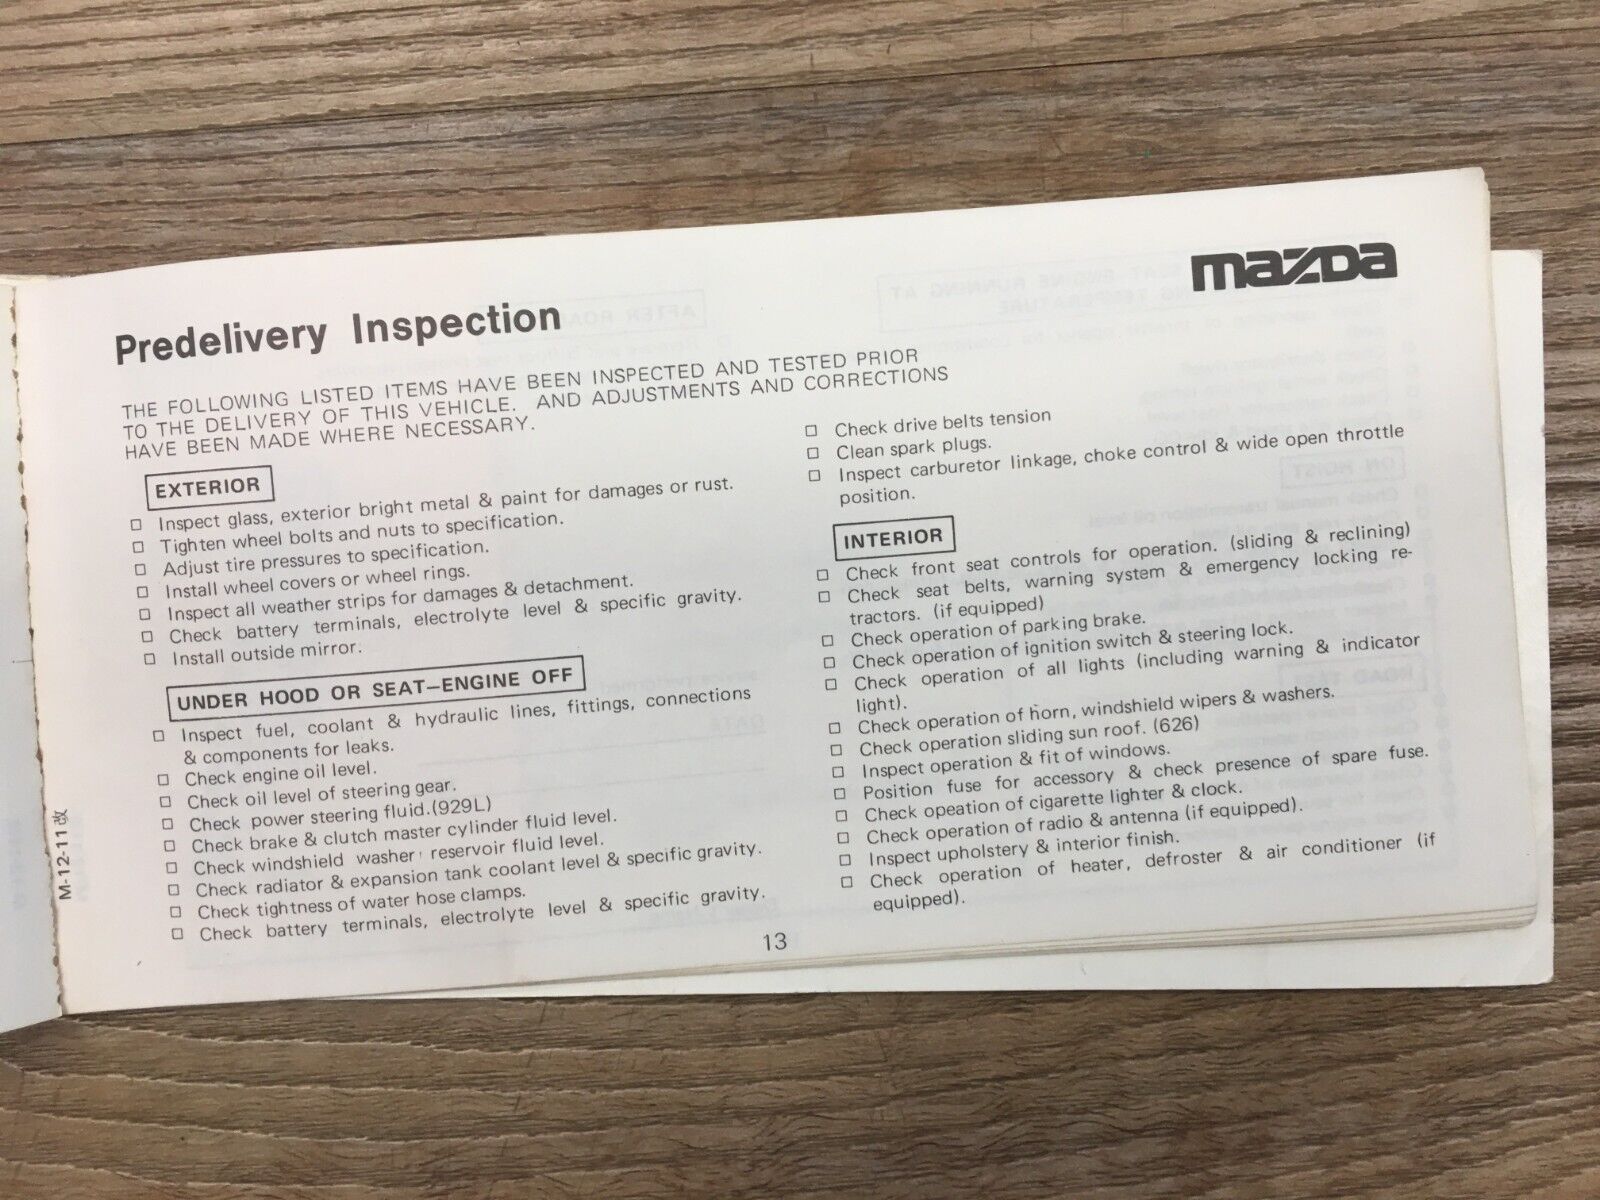 mazda
Predelivery Inspection
THE FOLLOWING LISTED ITEMS HAVE BEEN INSPECTED AND TESTED PRIOR
TO THE DELIVERY OF THIS VEHICLE. AND ADJUSTMENTS AND CORRECTIONS
HAVE BEEN MADE WHERE NECESSARY.
EXTERIOR
□ Inspect glass, exterior bright metal & paint for damages or rust.
□ Tighten wheel bolts and nuts to specification.
□ Adjust tire pressures to specification.
□ Install wheel covers or wheel rings.
□ Inspect all weather strips for damages & detachment.
□ Check battery terminals, electrolyte level & specific gravity.
□ Install outside mirror.
UNDER HOOD OR SEAT–ENGINE OFF
□ Inspect fuel, coolant & hydraulic lines, fittings, connections
& components for leaks.
□ Check engine oil level.
□ Check oil level of steering gear.
□ Check power steering fluid.(929L)
□ Check brake & clutch master cylinder fluid level.
□ Check windshield washer reservoir fluid level.
□ Check radiator & expansion tank coolant level & specific gravity.
□ Check tightness of water hose clamps.
□ Check battery terminals, electrolyte level & specific gravity.
□ Check drive belts tension
□ Clean spark plugs.
□ Inspect carburetor linkage, choke control & wide open throttle
position.
INTERIOR
□ Check front seat controls for operation. (sliding & reclining)
□ Check seat belts, warning system & emergency locking re-
tractors. (if equipped)
□ Check operation of parking brake.
□ Check operation of ignition switch & steering lock.
□ Check operation of all lights (including warning & indicator
light).
□ Check operation of horn, windshield wipers & washers.
□ Check operation sliding sun roof. (626)
□ Inspect operation & fit of windows.
□ Position fuse for accessory & check presence of spare fuse.
□ Check opeation of cigarette lighter & clock.
□ Check operation of radio & antenna (if equipped).
□ Inspect upholstery & interior finish.
□ Check operation of heater, defroster & air conditioner (if
equipped).
13
M-12-11改